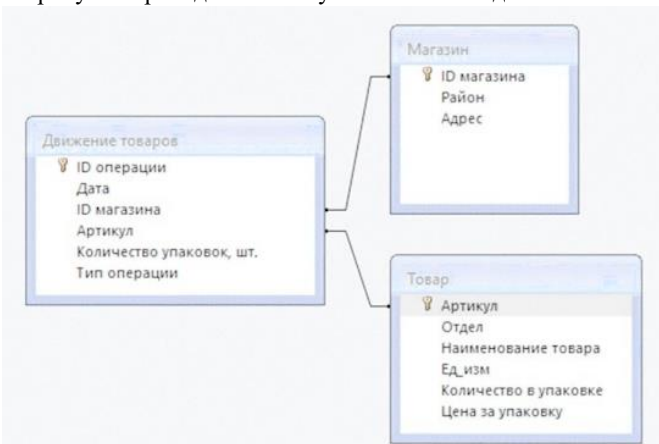 Магазин
ID магазина
Район
Адрес
Движение товаров
ID операции
Дата
ID магазина
Артикул
Количество упаковок, шт.
Тип операции
Товар
Артикул
Отдел
Наименование товара
Ед_изм
Количество в упаковке
Цена за упаковку